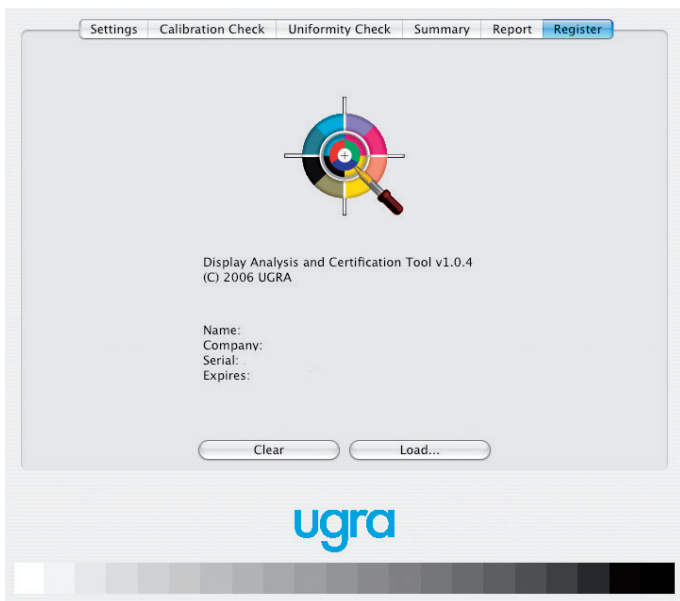 Settings Calibration Check Uniformity Check Summary Report Register
Display Analysis and Certification Tool v1.0.4
(C) 2006 UGRA
Name:
Company:
Serial:
Expires:
Clear Load...
ugra